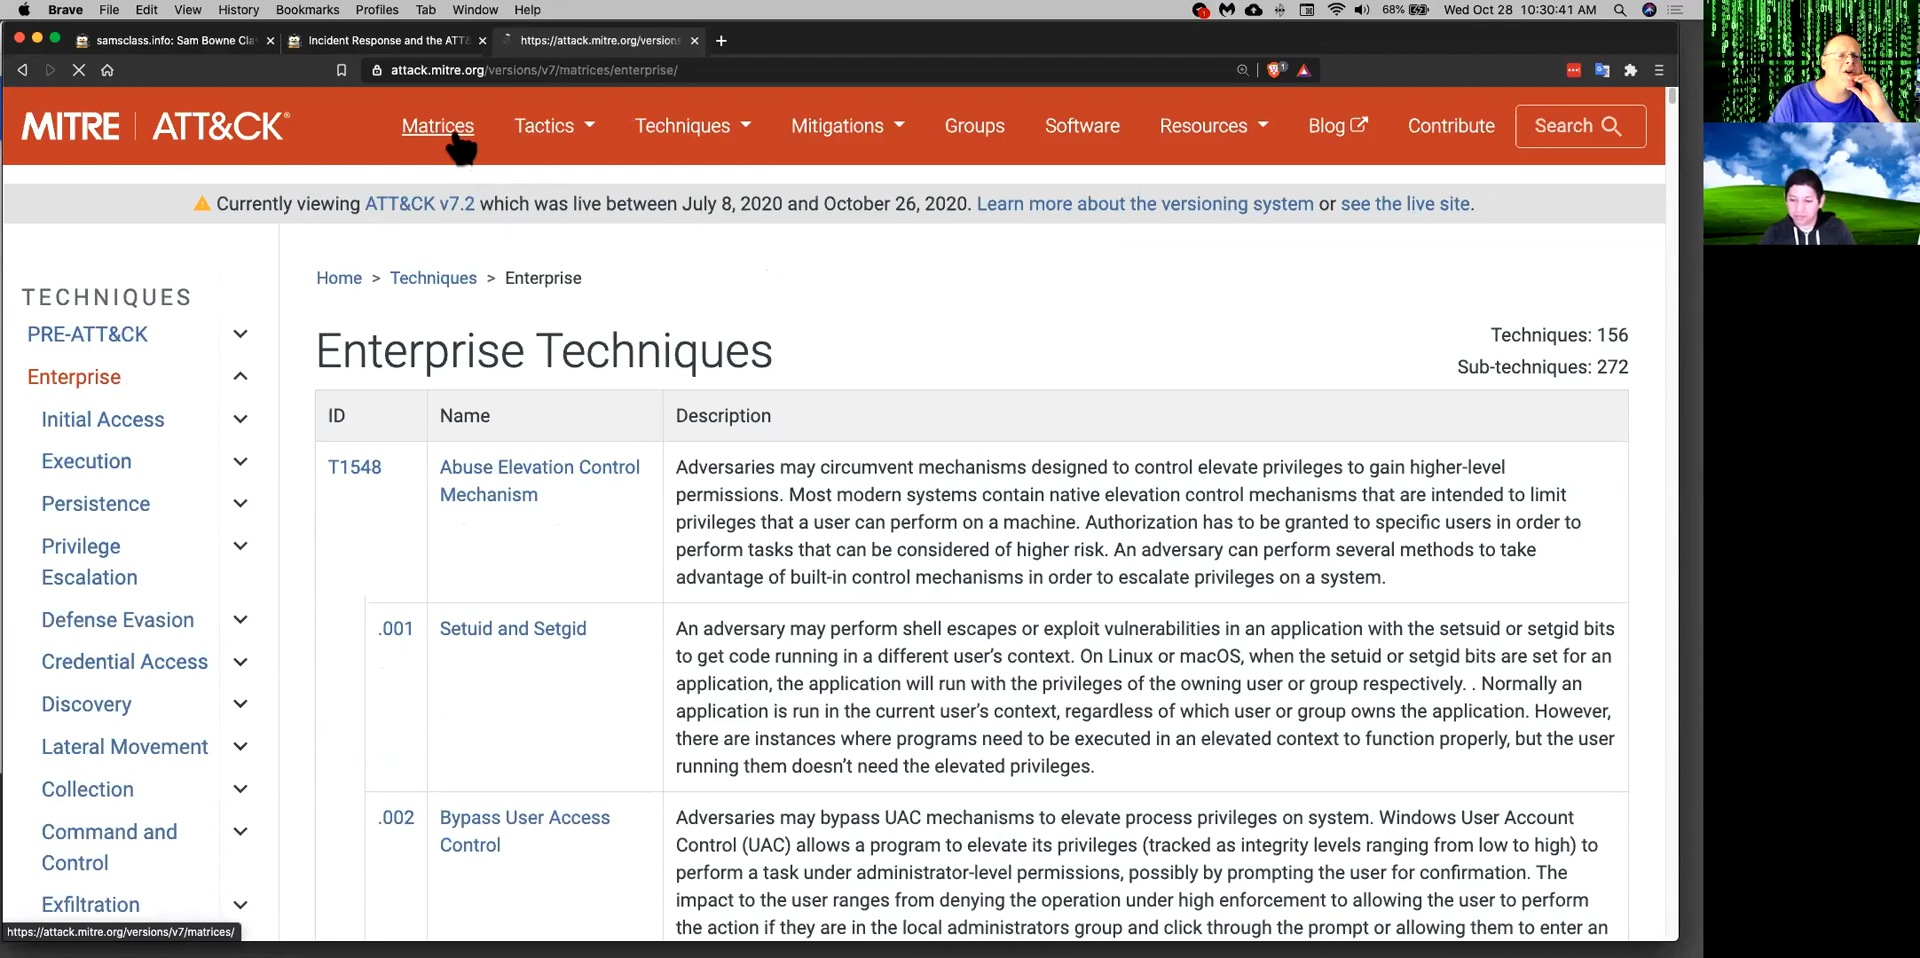 Brave File Edit View History Bookmarks Profiles Tab Window Help 68% Wed Oct 28 10:30:41 AM
samsclass.info: Sam Bowne Cla Incident Response and the ATT& https://attack.mitre.org/versions
attack.mitre.org/versions/v7/matrices/enterprise/
MITRE | ATT&CK® Matrices Tactics Techniques Mitigations Groups Software Resources Blog Contribute Search
Currently viewing ATT&CK v7.2 which was live between July 8, 2020 and October 26, 2020. Learn more about the versioning system or see the live site.
TECHNIQUES
PRE-ATT&CK
Enterprise
Initial Access
Execution
Persistence
Privilege
Escalation
Defense Evasion
Credential Access
Discovery
Lateral Movement
Collection
Command and
Control
Exfiltration
Home > Techniques > Enterprise
Enterprise Techniques
Techniques: 156
Sub-techniques: 272
ID Name Description
T1548 Abuse Elevation Control
Mechanism
Adversaries may circumvent mechanisms designed to control elevate privileges to gain higher-level
permissions. Most modern systems contain native elevation control mechanisms that are intended to limit
privileges that a user can perform on a machine. Authorization has to be granted to specific users in order to
perform tasks that can be considered of higher risk. An adversary can perform several methods to take
advantage of built-in control mechanisms in order to escalate privileges on a system.
.001 Setuid and Setgid
An adversary may perform shell escapes or exploit vulnerabilities in an application with the setsuid or setgid bits
to get code running in a different user's context. On Linux or macOS, when the setuid or setgid bits are set for an
application, the application will run with the privileges of the owning user or group respectively. . Normally an
application is run in the current user's context, regardless of which user or group owns the application. However,
there are instances where programs need to be executed in an elevated context to function properly, but the user
running them doesn't need the elevated privileges.
.002 Bypass User Access
Control
Adversaries may bypass UAC mechanisms to elevate process privileges on system. Windows User Account
Control (UAC) allows a program to elevate its privileges (tracked as integrity levels ranging from low to high) to
perform a task under administrator-level permissions, possibly by prompting the user for confirmation. The
impact to the user ranges from denying the operation under high enforcement to allowing the user to perform
the action if they are in the local administrators group and click through the prompt or allowing them to enter an
https://attack.mitre.org/versions/v7/matrices/